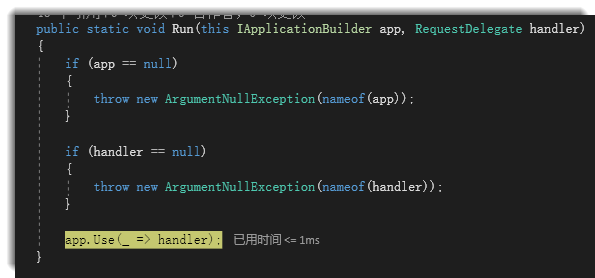 public static void Run(this IApplicationBuilder app, RequestDelegate handler)
{
if (app == null)
{
throw new ArgumentNullException(nameof(app));
}
if (handler == null)
{
throw new ArgumentNullException(nameof(handler));
}
app.Use(_ => handler); 已用时间 <= 1ms
}